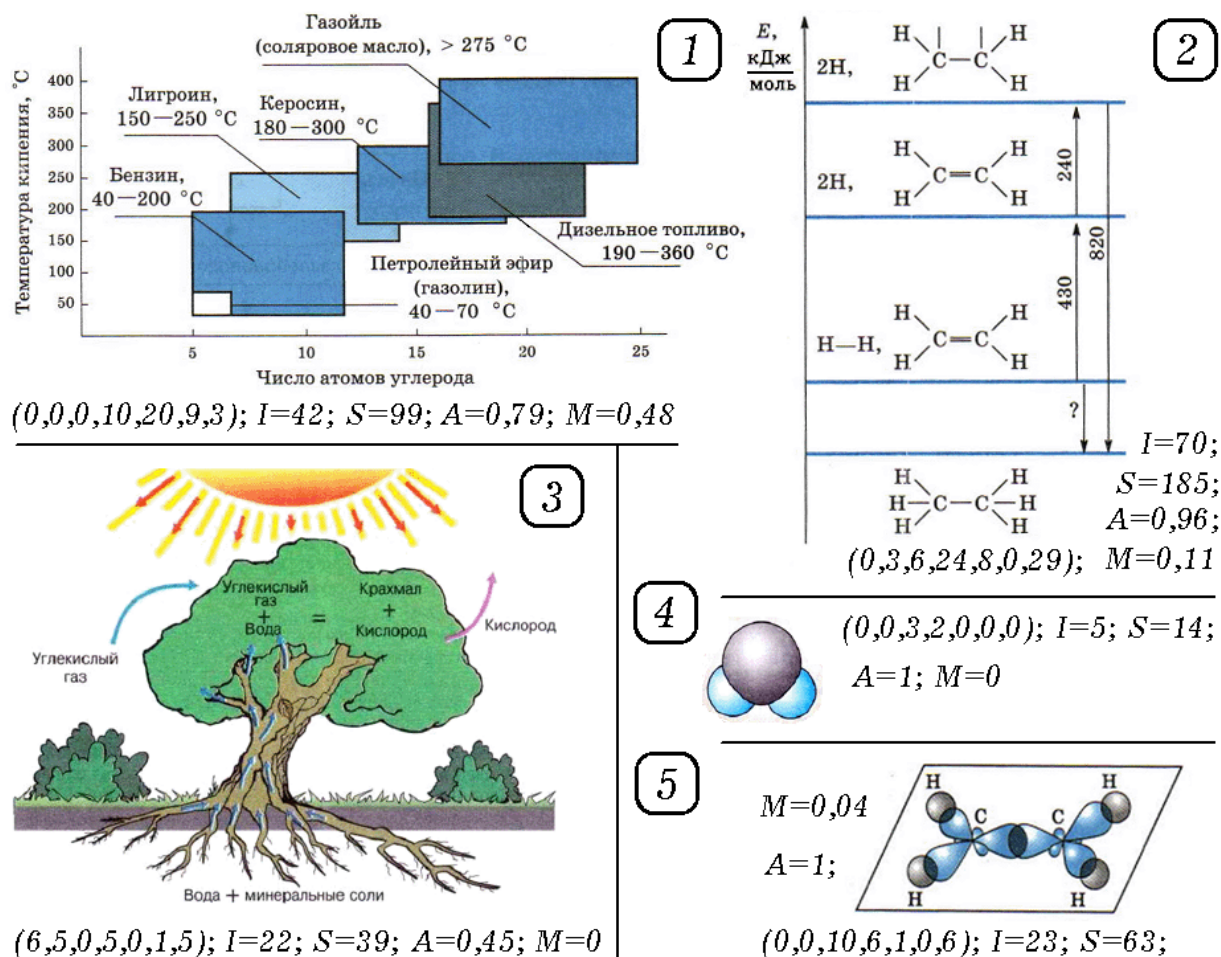 1
Газойль
(соляровое масло), > 275 °C
Лигроин,
150—250 °C
Керосин,
180—300 °C
Бензин,
40—200 °C
Дизельное топливо,
190—360 °C
Петролейный эфир
(газолин),
40—70 °C
Температура кипения, °C
400
350
300
250
200
150
100
50
5 10 15 20 25
Число атомов углерода
(0,0,0,10,20,9,3); I=42; S=99; A=0,79; M=0,48
2
E,
кДж
моль
2H,
H H
C—C
H H
240
2H,
H H
C=C
H H
820
430
H—H,
H H
C=C
H H
?
H H
H—C—C—H
H H
I=70;
S=185;
A=0,96;
(0,3,6,24,8,0,29); M=0,11
3
Углекислый
газ
+
Вода
=
Крахмал
+
Кислород
Кислород
Углекислый
газ
Вода + минеральные соли
(6,5,0,5,0,1,5); I=22; S=39; A=0,45; M=0
4
(0,0,3,2,0,0,0); I=5; S=14;
A=1; M=0
5
M=0,04
A=1;
H H
C C
H H
(0,0,10,6,1,0,6); I=23; S=63;